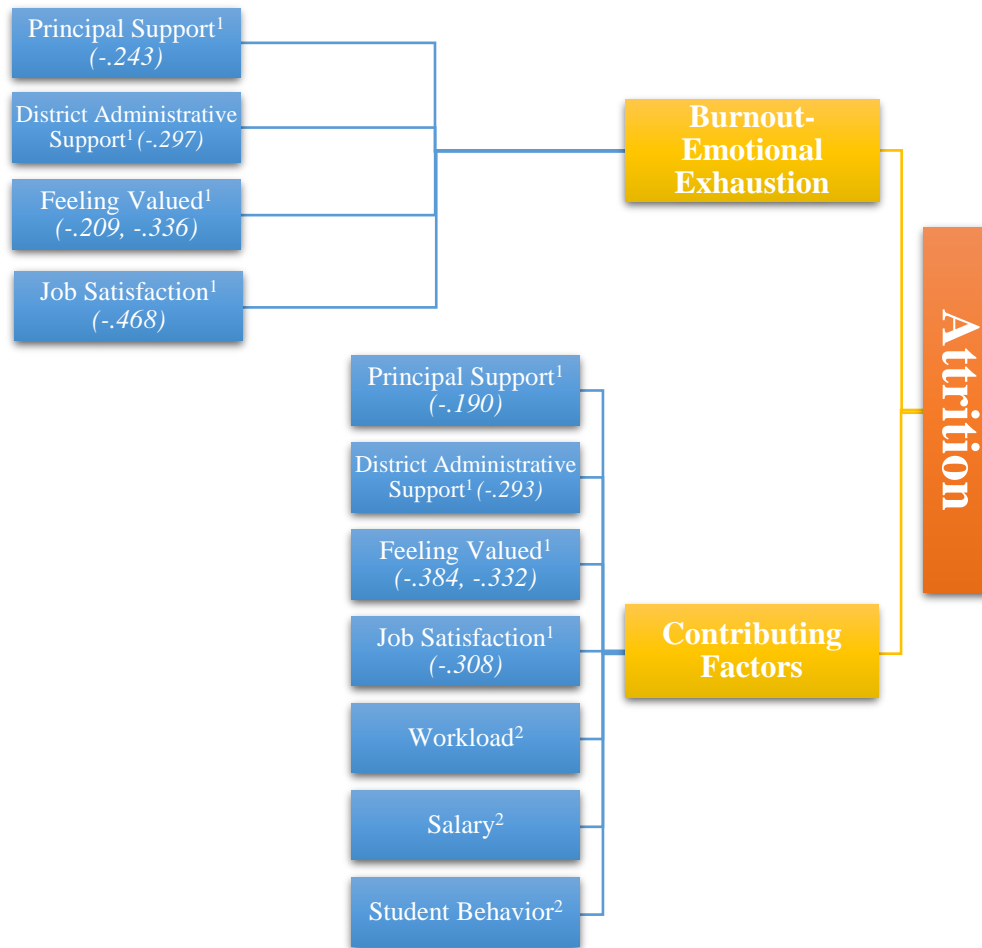 Principal Support¹
(-.243)
District Administrative
Support¹ (-.297)
Feeling Valued¹
(-.209, -.336)
Job Satisfaction¹
(-.468)
Burnout-
Emotional
Exhaustion
Attrition
Principal Support¹
(-.190)
District Administrative
Support¹ (-.293)
Feeling Valued¹
(-.384, -.332)
Job Satisfaction¹
(-.308)
Workload²
Salary²
Student Behavior²
Contributing
Factors